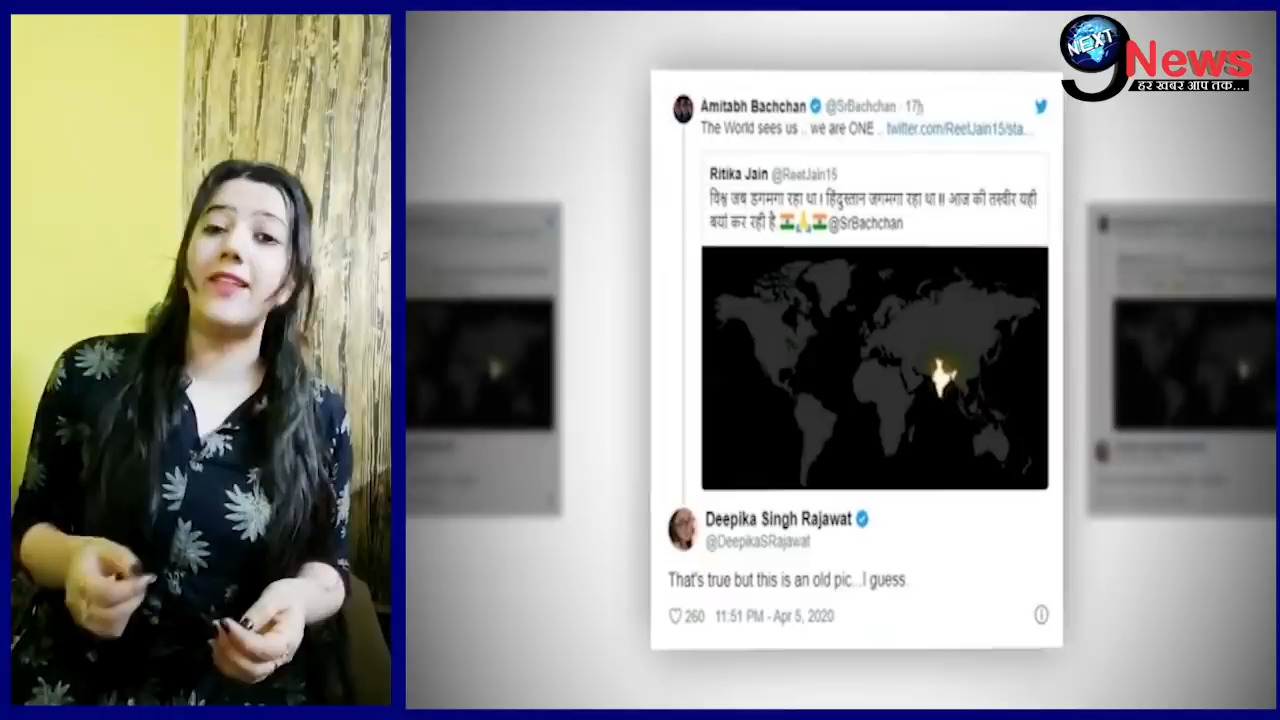 NEXT
9 News
हर खबर आप तक...
Amitabh Bachchan @SrBachchan · 17h
The World sees us .. we are ONE .. twitter.com/ReetJain15/sta...
Ritika Jain @ReetJain15
विश्व जब डगमगा रहा था । हिंदुस्तान जगमगा रहा था ॥ आज की तस्वीर यही
बयां कर रही है 🇮🇳🙏🇮🇳@SrBachchan
Deepika Singh Rajawat
@DeepikaSRajawat
That's true but this is an old pic...I guess
260 11:51 PM - Apr 5, 2020